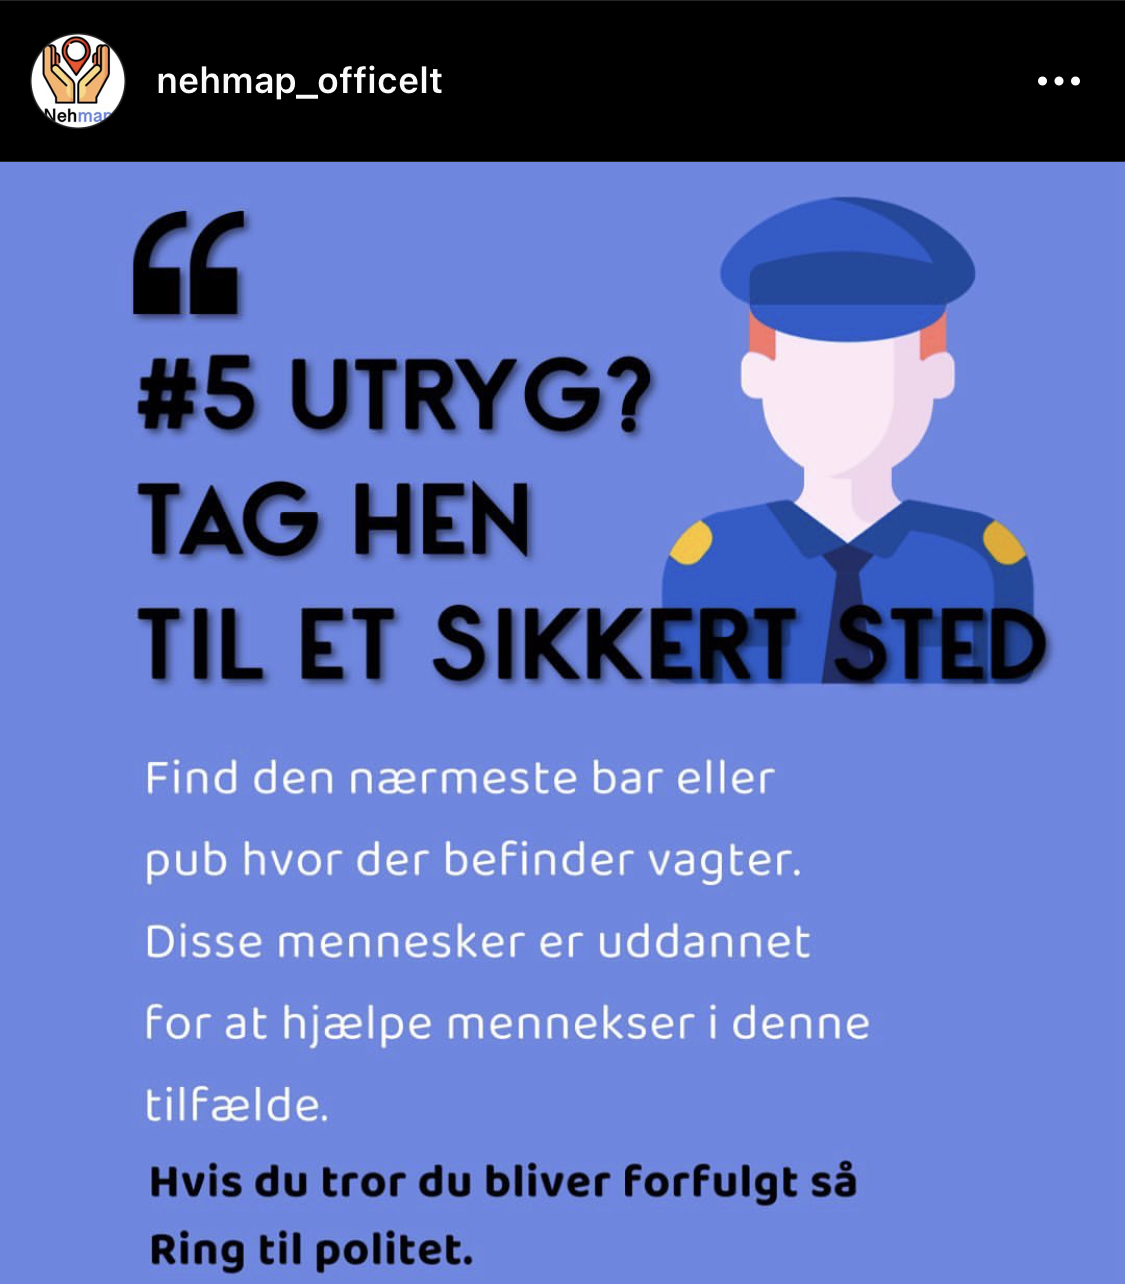 nehmap_officelt
Nehmap
“
#5 UTRYG?
TAG HEN
TIL ET SIKKERT STED
Find den nærmeste bar eller
pub hvor der befinder vagter.
Disse mennesker er uddannet
for at hjælpe mennekser i denne
tilfælde.
Hvis du tror du bliver forfulgt så
Ring til politet.